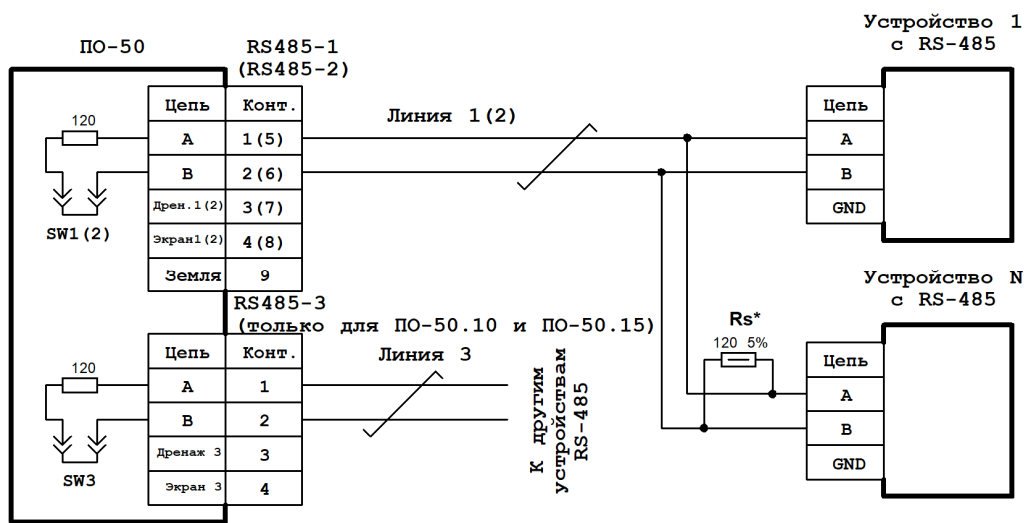 Устройство 1
с RS-485
ПО-50
RS485-1
(RS485-2)
120
Цепь
Конт.
A
1(5)
B
2(6)
Дрен.1(2)
3(7)
Экран1(2)
4(8)
Земля
9
SW1(2)
Линия 1(2)
Цепь
A
B
GND
Устройство N
с RS-485
RS485-3
(только для ПО-50.10 и ПО-50.15)
120
Цепь
Конт.
A
1
B
2
Дренаж 3
3
Экран 3
4
SW3
Линия 3
К другим
устройствам
RS-485
Rs*
120 5%
Цепь
A
B
GND